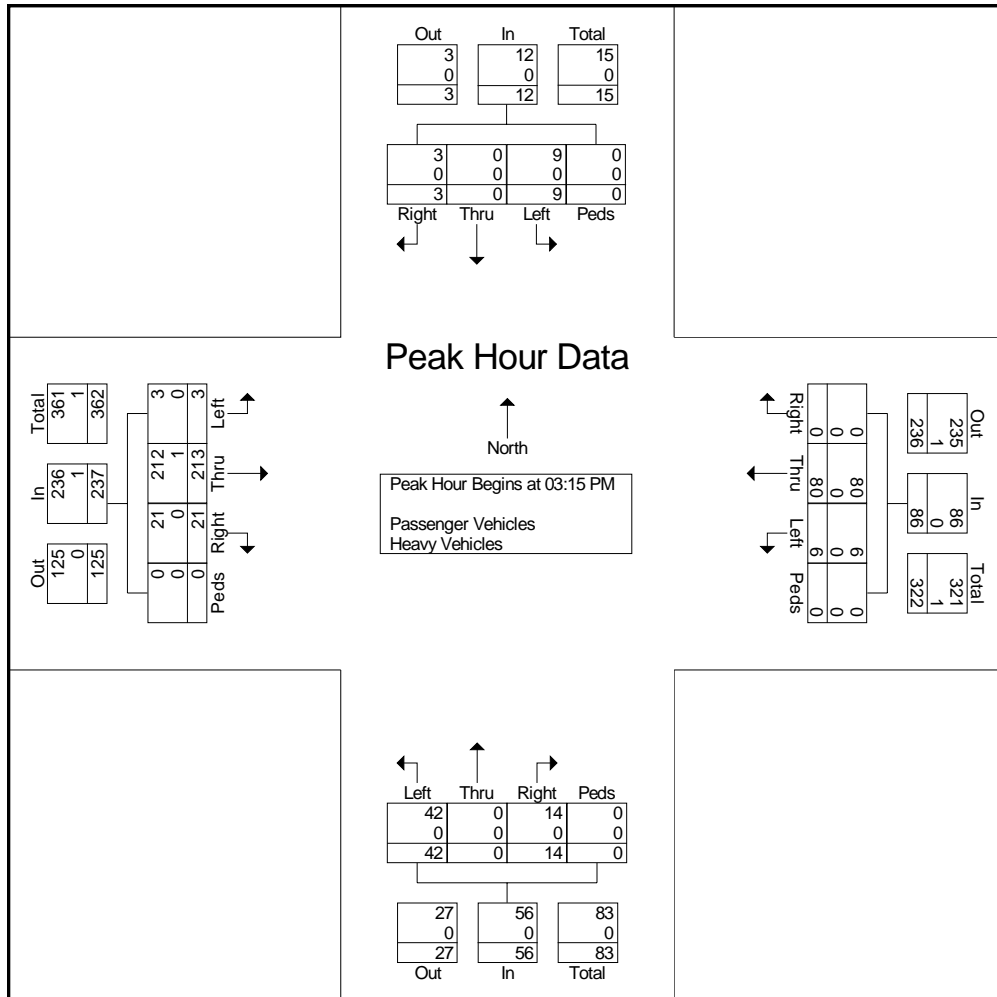 Out In Total
3 12 15
0 0 0
3 12 15
3 0 9 0
0 0 0 0
3 0 9 0
Right Thru Left Peds
Peak Hour Data
North
Peak Hour Begins at 03:15 PM
Passenger Vehicles
Heavy Vehicles
Total In Out
361 236 125
1 1 0
362 237 125
3 212 21 0
0 1 0 0
3 213 21 0
Left Thru Right Peds
Out In Total
235 86 321
1 0 1
236 86 322
0 80 6 0
0 0 0 0
0 80 6 0
Right Thru Left Peds
Left Thru Right Peds
42 0 14 0
0 0 0 0
42 0 14 0
27 56 83
0 0 0
27 56 83
Out In Total